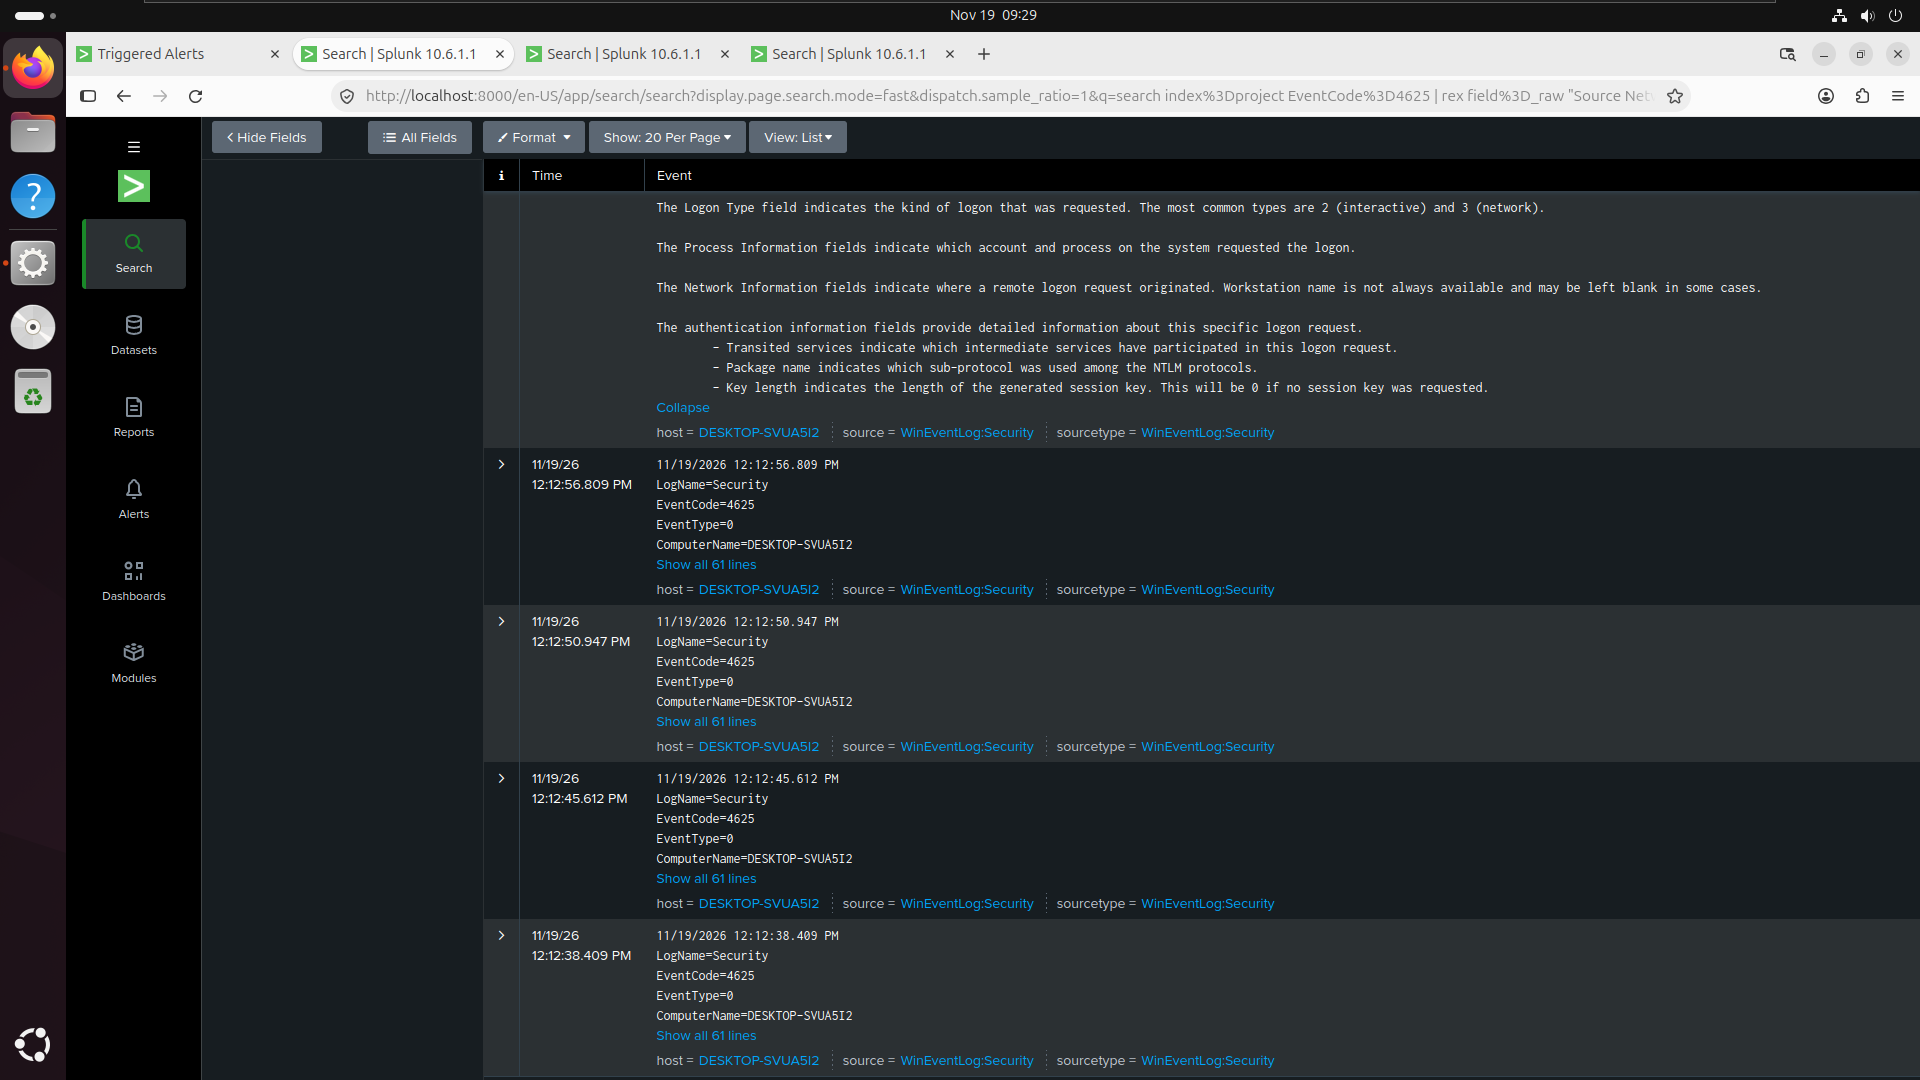 Nov 19 09:29
Triggered Alerts
Search | Splunk 10.6.1.1
Search | Splunk 10.6.1.1
Search | Splunk 10.6.1.1
http://localhost:8000/en-US/app/search/search?display.page.search.mode=fast&dispatch.sample_ratio=1&q=search index%3Dproject EventCode%3D4625 | rex field%3D_raw "Source Net
Hide Fields
All Fields
Format
Show: 20 Per Page
View: List
Search
Datasets
Reports
Alerts
Dashboards
Modules
i Time Event
The Logon Type field indicates the kind of logon that was requested. The most common types are 2 (interactive) and 3 (network).
The Process Information fields indicate which account and process on the system requested the logon.
The Network Information fields indicate where a remote logon request originated. Workstation name is not always available and may be left blank in some cases.
The authentication information fields provide detailed information about this specific logon request.
- Transited services indicate which intermediate services have participated in this logon request.
- Package name indicates which sub-protocol was used among the NTLM protocols.
- Key length indicates the length of the generated session key. This will be 0 if no session key was requested.
Collapse
host = DESKTOP-SVUA5I2 source = WinEventLog:Security sourcetype = WinEventLog:Security
11/19/26
12:12:56.809 PM
11/19/2026 12:12:56.809 PM
LogName=Security
EventCode=4625
EventType=0
ComputerName=DESKTOP-SVUA5I2
Show all 61 lines
host = DESKTOP-SVUA5I2 source = WinEventLog:Security sourcetype = WinEventLog:Security
11/19/26
12:12:50.947 PM
11/19/2026 12:12:50.947 PM
LogName=Security
EventCode=4625
EventType=0
ComputerName=DESKTOP-SVUA5I2
Show all 61 lines
host = DESKTOP-SVUA5I2 source = WinEventLog:Security sourcetype = WinEventLog:Security
11/19/26
12:12:45.612 PM
11/19/2026 12:12:45.612 PM
LogName=Security
EventCode=4625
EventType=0
ComputerName=DESKTOP-SVUA5I2
Show all 61 lines
host = DESKTOP-SVUA5I2 source = WinEventLog:Security sourcetype = WinEventLog:Security
11/19/26
12:12:38.409 PM
11/19/2026 12:12:38.409 PM
LogName=Security
EventCode=4625
EventType=0
ComputerName=DESKTOP-SVUA5I2
Show all 61 lines
host = DESKTOP-SVUA5I2 source = WinEventLog:Security sourcetype = WinEventLog:Security